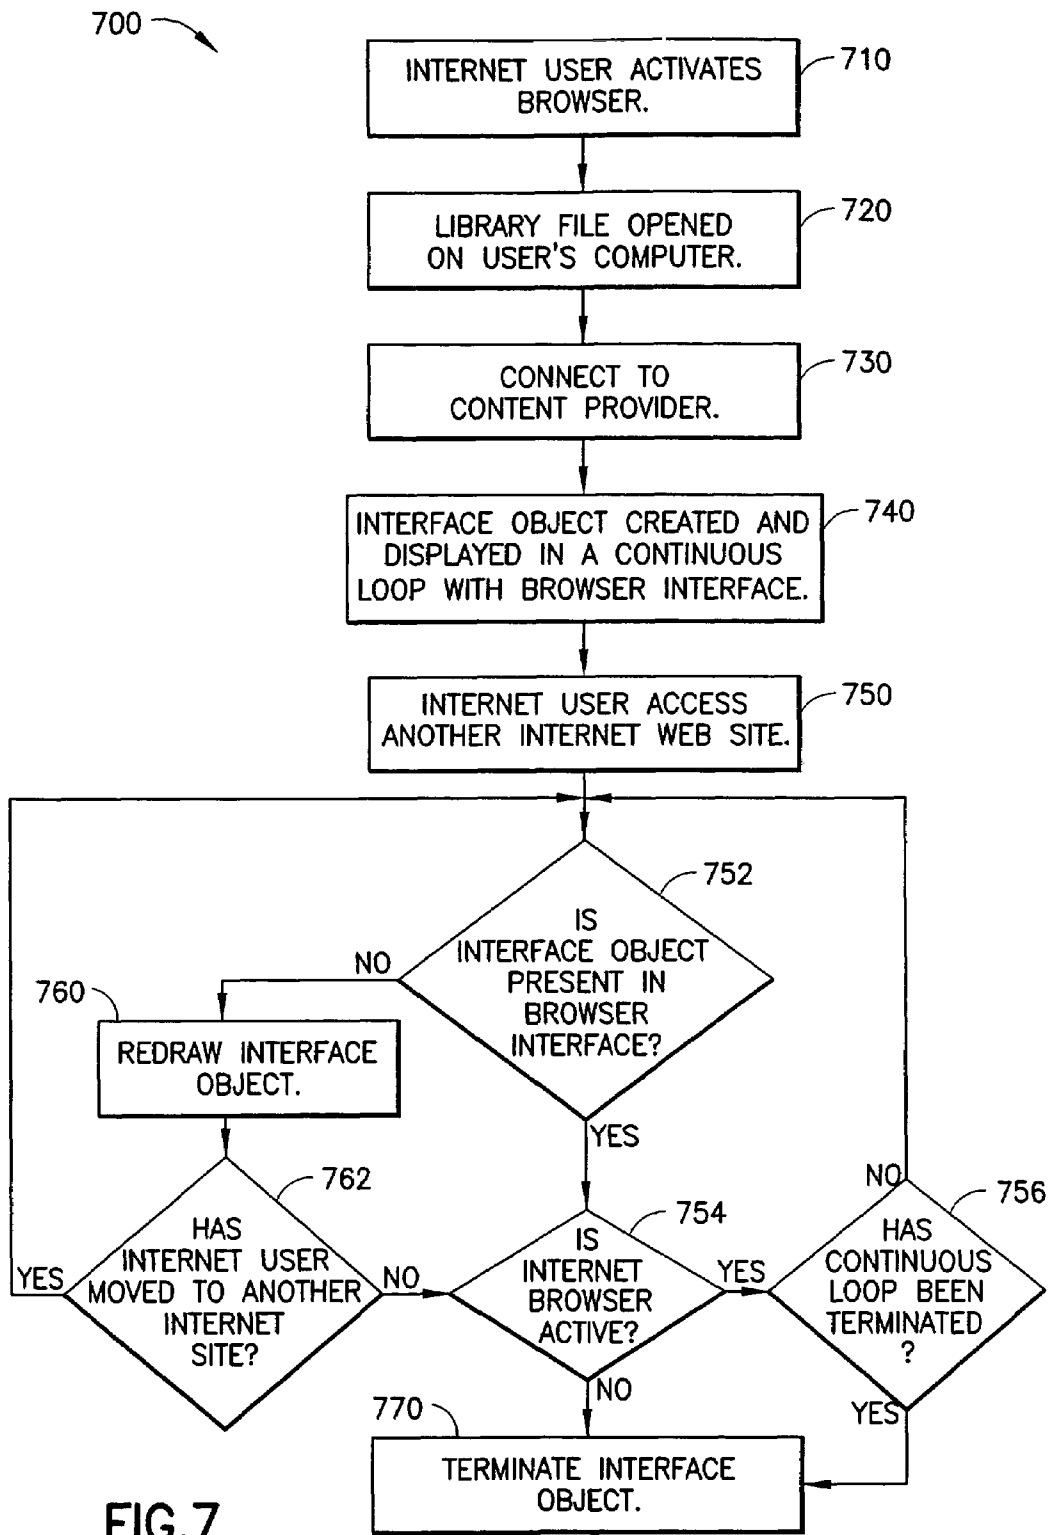 700
INTERNET USER ACTIVATES
BROWSER.
710
LIBRARY FILE OPENED
ON USER'S COMPUTER.
720
CONNECT TO
CONTENT PROVIDER.
730
INTERFACE OBJECT CREATED AND
DISPLAYED IN A CONTINUOUS
LOOP WITH BROWSER INTERFACE.
740
INTERNET USER ACCESS
ANOTHER INTERNET WEB SITE.
750
IS
INTERFACE OBJECT
PRESENT IN
BROWSER
INTERFACE?
752
NO
YES
760
REDRAW INTERFACE
OBJECT.
762
HAS
INTERNET USER
MOVED TO ANOTHER
INTERNET
SITE?
YES
NO
754
IS
INTERNET
BROWSER
ACTIVE?
YES
NO
756
HAS
CONTINUOUS
LOOP BEEN
TERMINATED
?
NO
YES
770
TERMINATE INTERFACE
OBJECT.
FIG.7